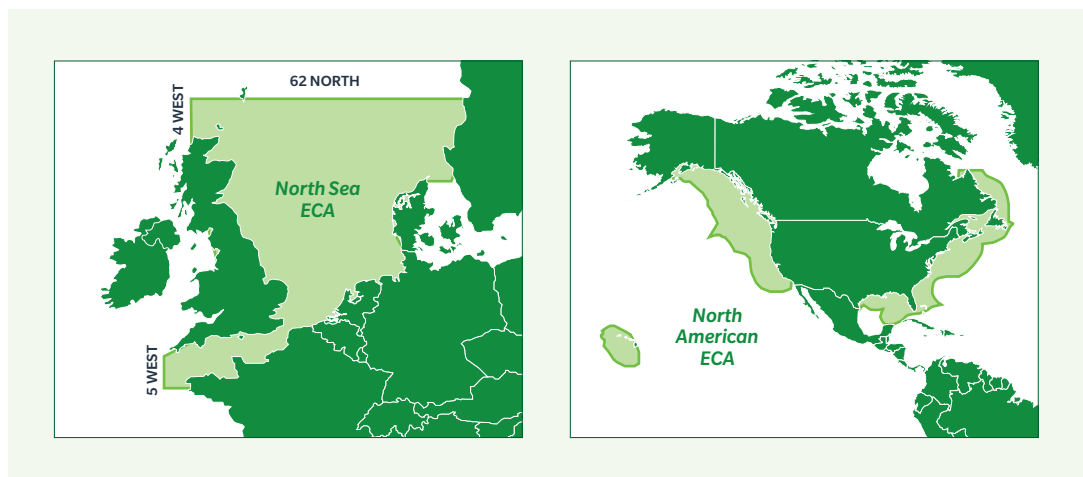 62 NORTH
4 WEST
North Sea
ECA
5 WEST
North
American
ECA